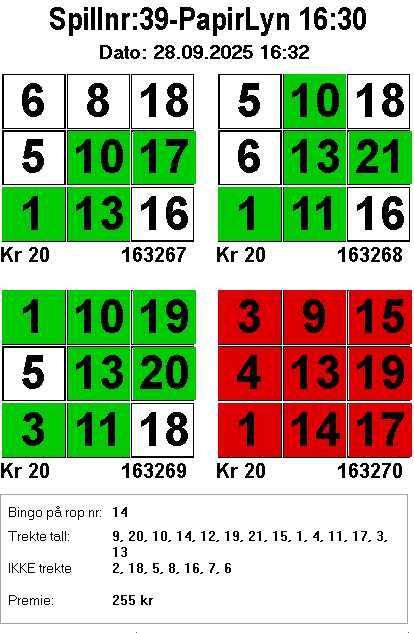 Spillnr:39-PapirLyn 16:30
Dato: 28.09.2025 16:32
6 8 18
5 10 17
1 13 16
Kr 20 163267
5 10 18
6 13 21
1 11 16
Kr 20 163268
1 10 19
5 13 20
3 11 18
Kr 20 163269
3 9 15
4 13 19
1 14 17
Kr 20 163270
Bingo på rop nr: 14
Trekte tall: 9, 20, 10, 14, 12, 19, 21, 15, 1, 4, 11, 17, 3,
13
IKKE trekte 2, 18, 5, 8, 16, 7, 6
Premie: 255 kr